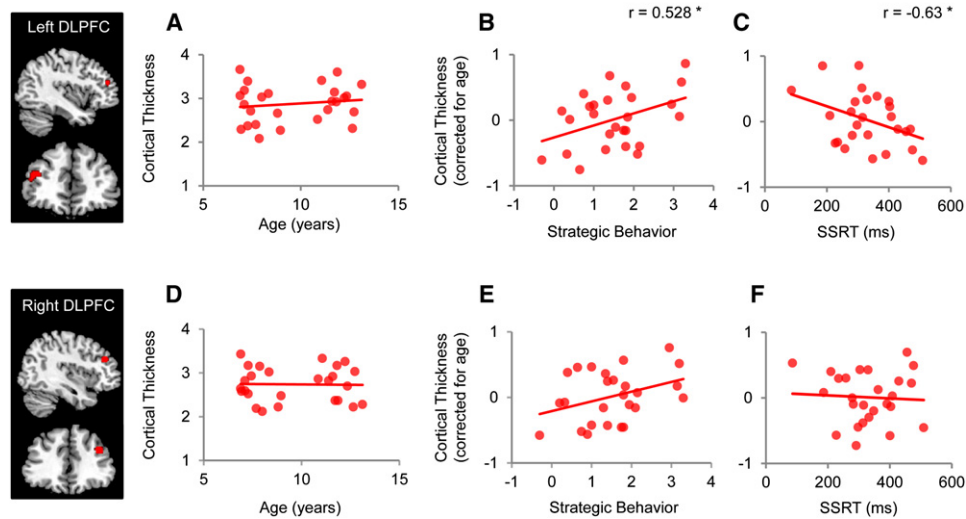 Left DLPFC
A
B
r = 0.528 *
C
r = -0.63 *
Cortical Thickness
4
3
2
1
5
10
15
Age (years)
Cortical Thickness
(corrected for age)
1
0
-1
-1
0
1
2
3
4
Strategic Behavior
1
0
-1
0
200
400
600
SSRT (ms)
Right DLPFC
D
E
F
Cortical Thickness
4
3
2
1
5
10
15
Age (years)
Cortical Thickness
(corrected for age)
1
0
-1
-1
0
1
2
3
4
Strategic Behavior
1
0
-1
0
200
400
600
SSRT (ms)